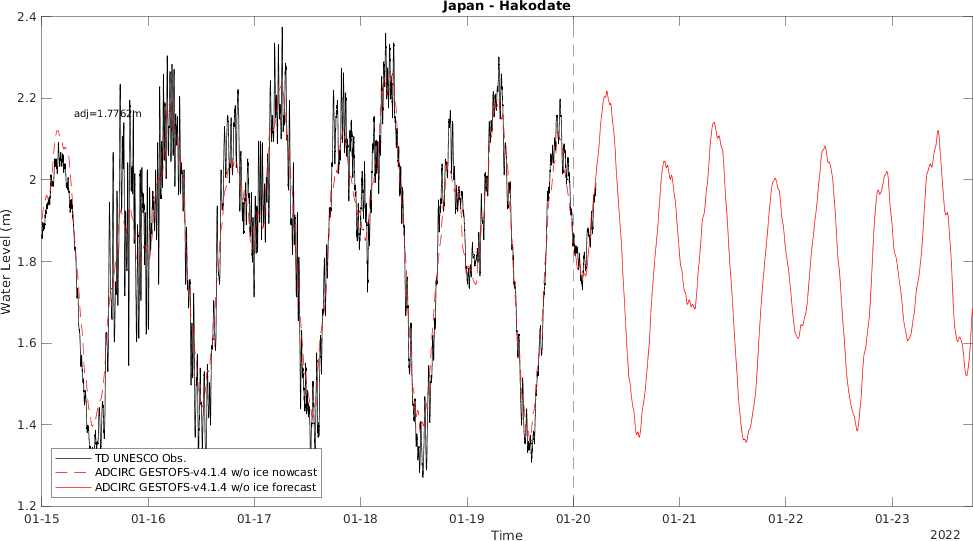 Japan - Hakodate
2.4
2.2
adj=1.7762m
2
Water Level (m)
1.8
1.6
1.4
TD UNESCO Obs.
ADCIRC GESTOFS-v4.1.4 w/o ice nowcast
ADCIRC GESTOFS-v4.1.4 w/o ice forecast
1.2
01-15 01-16 01-17 01-18 01-19 01-20 01-21 01-22 01-23
Time
2022